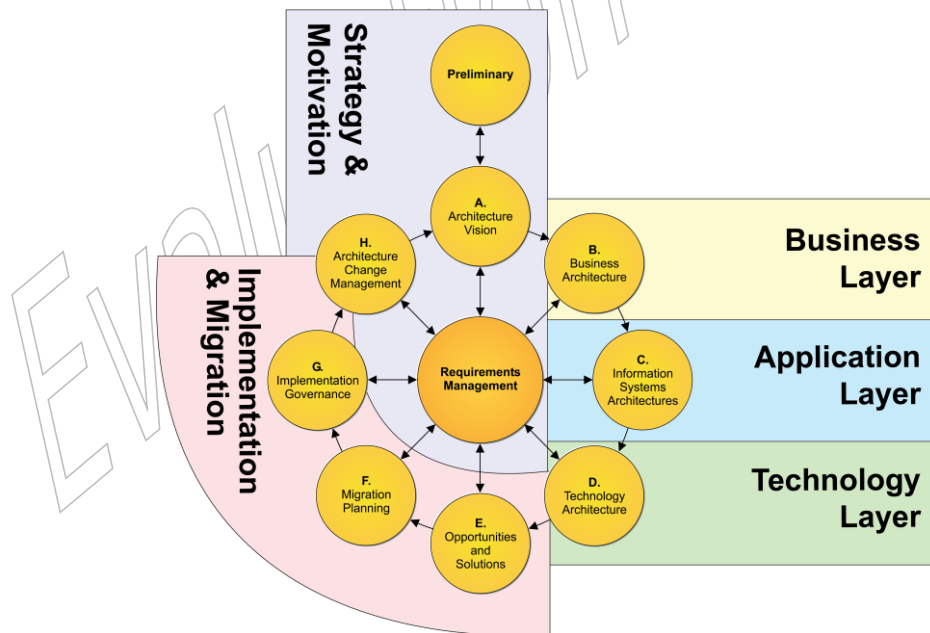 Strategy &
Motivation
Preliminary
A.
Architecture
Vision
H.
Architecture
Change
Management
B.
Business
Architecture
Business
Layer
Implementation
& Migration
G.
Implementation
Governance
Requirements
Management
C.
Information
Systems
Architectures
Application
Layer
F.
Migration
Planning
E.
Opportunities
and
Solutions
D.
Technology
Architecture
Technology
Layer